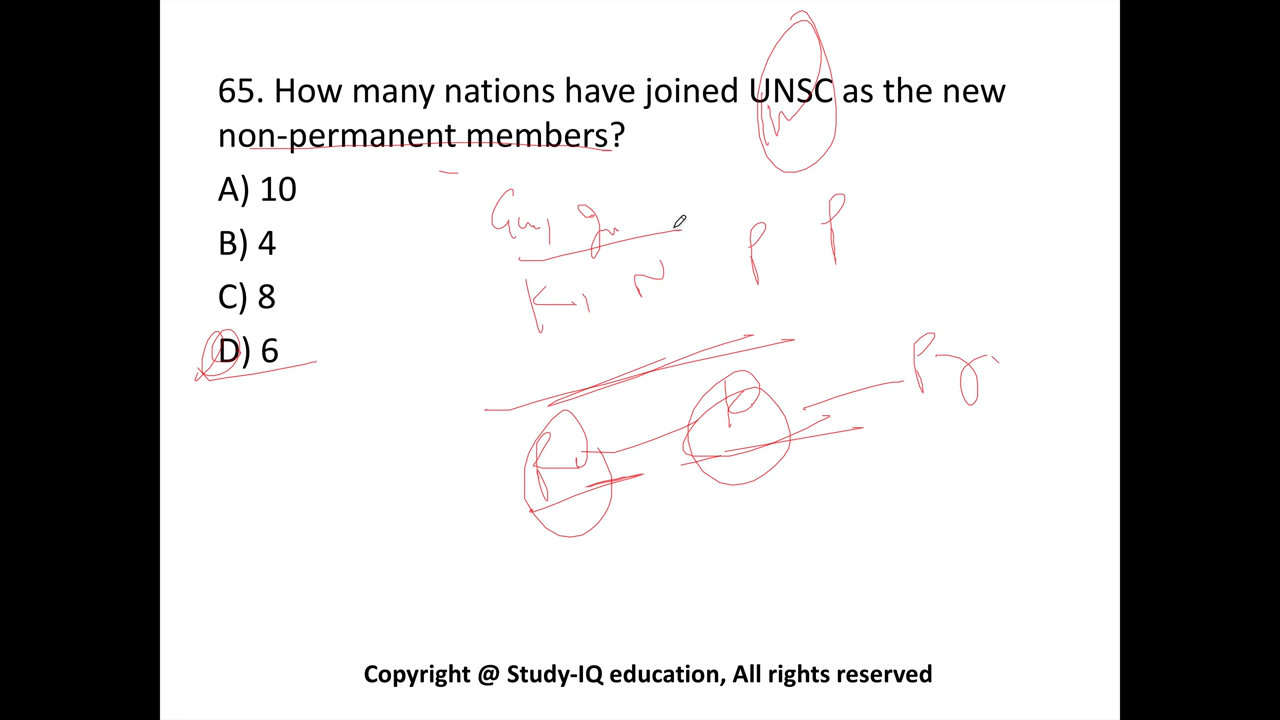 65. How many nations have joined UNSC as the new
non-permanent members?
A) 10
B) 4
C) 8
D) 6
P P
N
P
Copyright @ Study-IQ education, All rights reserved